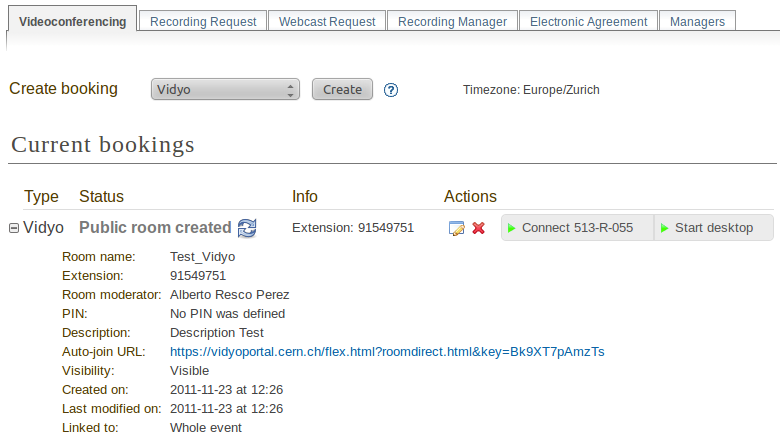 Videoconferencing Recording Request Webcast Request Recording Manager Electronic Agreement Managers
Create booking Vidyo Create ? Timezone: Europe/Zurich
Current bookings
Type Status Info Actions
Vidyo Public room created Extension: 91549751 Connect 513-R-055 Start desktop
Room name: Test_Vidyo
Extension: 91549751
Room moderator: Alberto Resco Perez
PIN: No PIN was defined
Description: Description Test
Auto-join URL: https://vidyoportal.cern.ch/flex.html?roomdirect.html&key=Bk9XT7pAmzTs
Visibility: Visible
Created on: 2011-11-23 at 12:26
Last modified on: 2011-11-23 at 12:26
Linked to: Whole event